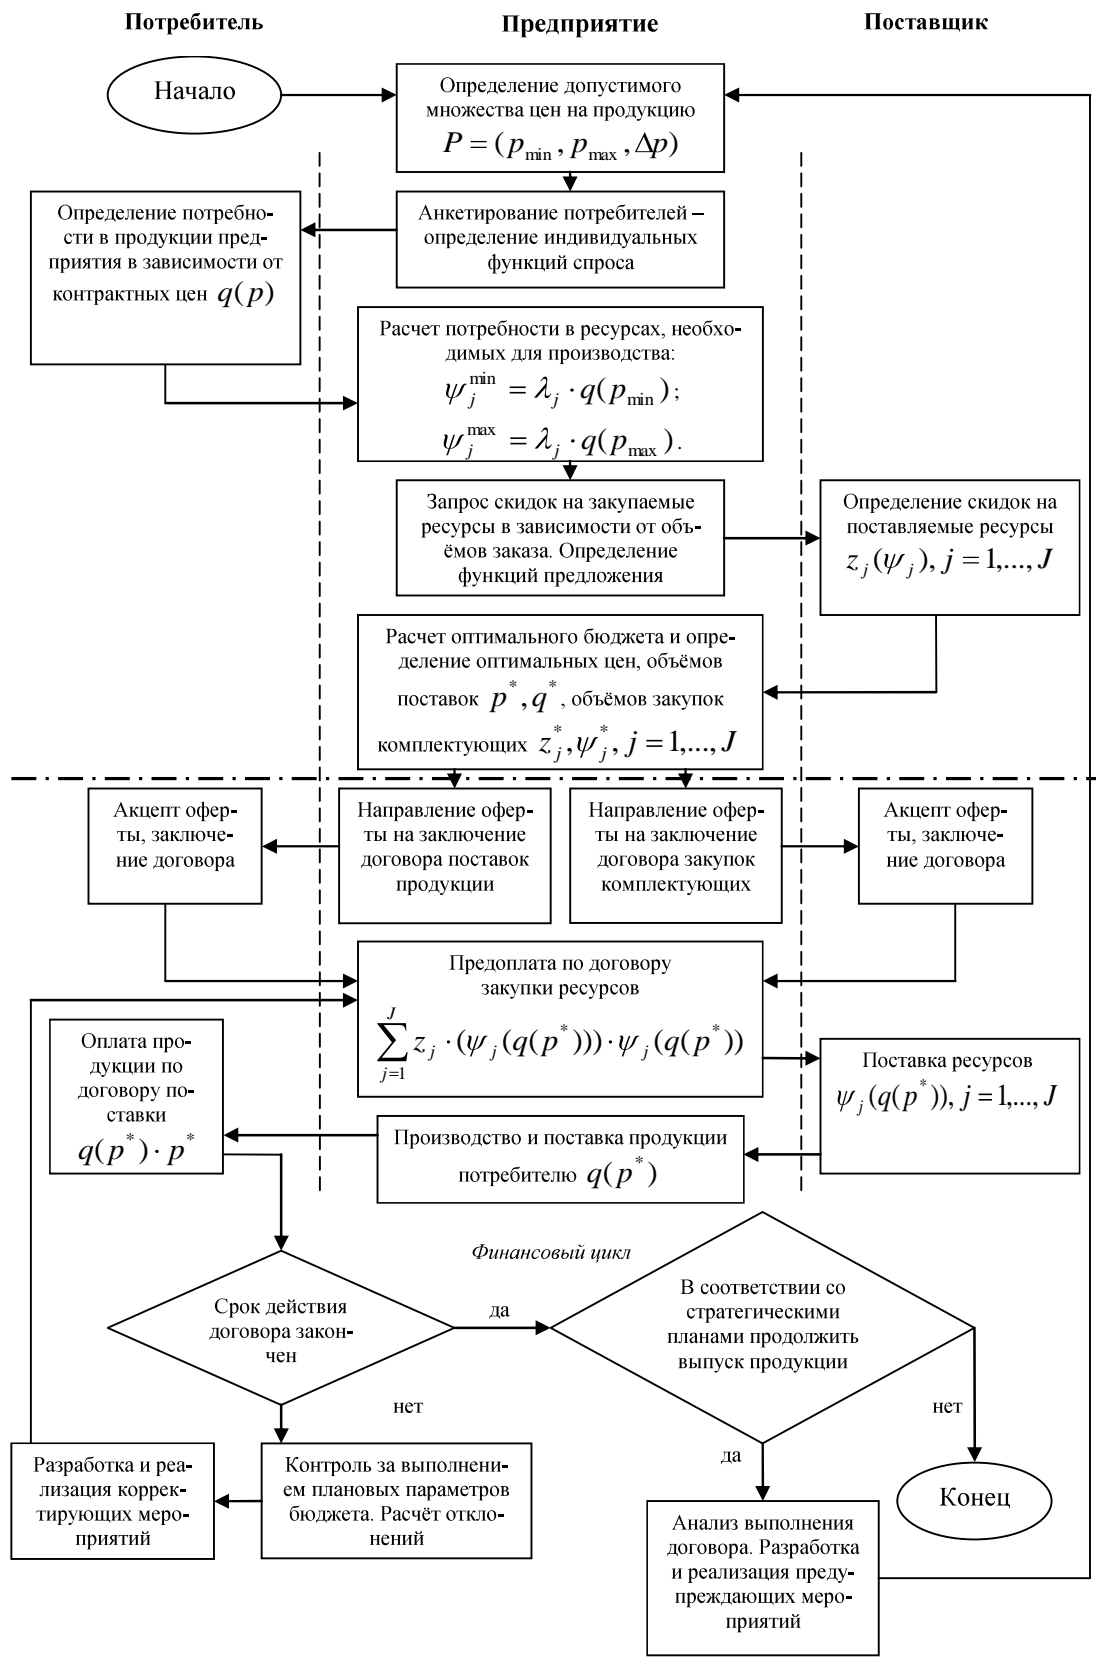 Потребитель
Предприятие
Поставщик
Начало
Определение допустимого
множества цен на продукцию
P = (p_min, p_max, Δp)
Определение потребно-
сти в продукции пред-
приятия в зависимости от
контрактных цен q(p)
Анкетирование потребителей –
определение индивидуальных
функций спроса
Расчет потребности в ресурсах, необхо-
димых для производства:
ψ_j^min = λ_j · q(p_min);
ψ_j^max = λ_j · q(p_max).
Запрос скидок на закупаемые
ресурсы в зависимости от объ-
ёмов заказа. Определение
функций предложения
Определение скидок на
поставляемые ресурсы
z_j(ψ_j), j = 1,..., J
Расчет оптимального бюджета и опре-
деление оптимальных цен, объёмов
поставок p*, q*, объёмов закупок
комплектующих z_j*, ψ_j*, j = 1,..., J
Акцепт офер-
ты, заключе-
ние договора
Направление офер-
ты на заключение
договора поставок
продукции
Направление офер-
ты на заключение
договора закупок
комплектующих
Акцепт офер-
ты, заключе-
ние договора
Предоплата по договору
закупки ресурсов
∑_{j=1}^{J} z_j · (ψ_j(q(p*))) · ψ_j(q(p*))
Оплата про-
дукции по
договору по-
ставки
q(p*) · p*
Поставка ресурсов
ψ_j(q(p*)), j = 1,..., J
Производство и поставка продукции
потребителю q(p*)
Финансовый цикл
Срок действия
договора закон-
чен
да
В соответствии со
стратегическими
планами продолжить
выпуск продукции
нет
нет
да
Разработка и реа-
лизация коррек-
тирующих меро-
приятий
Контроль за выполнени-
ем плановых параметров
бюджета. Расчёт откло-
нений
Конец
Анализ выполнения
договора. Разработка
и реализация преду-
преждающих меро-
приятий